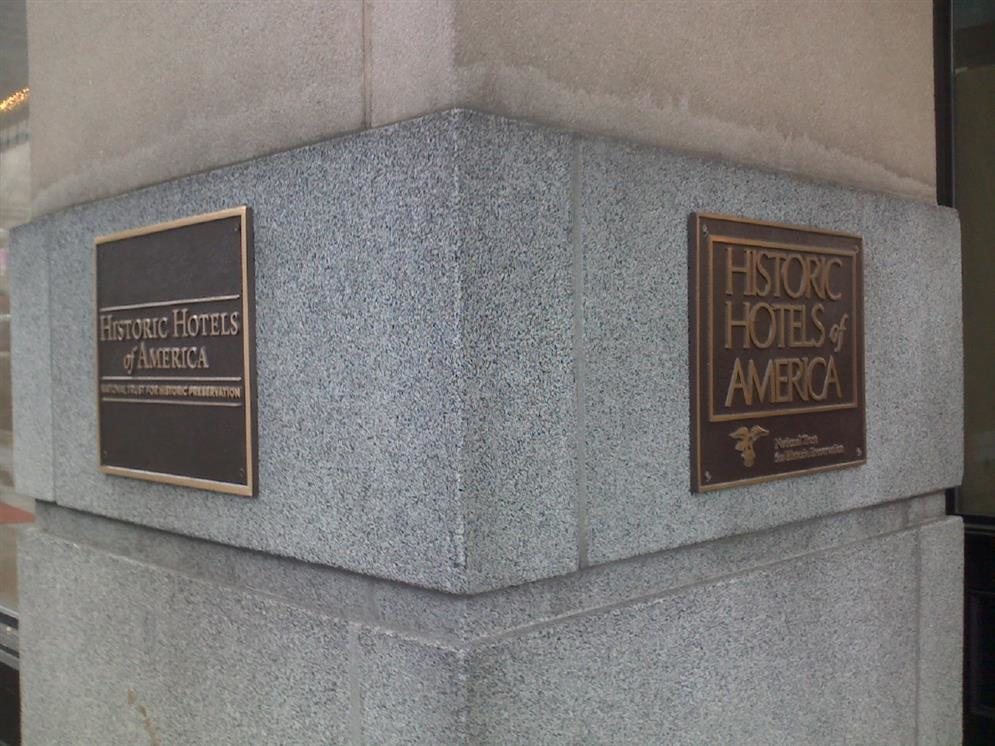 HISTORIC HOTELS
of AMERICA
NATIONAL TRUST FOR HISTORIC PRESERVATION
HISTORIC
HOTELS of
AMERICA
National Trust
for Historic Preservation